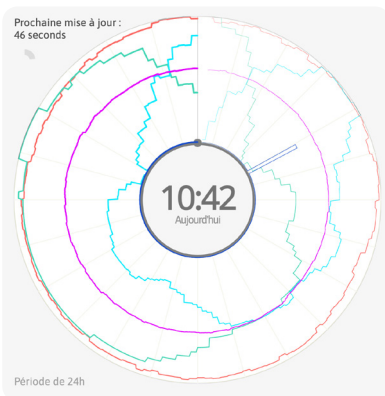 Prochaine mise à jour :
46 seconds
10:42
Aujourd'hui
Période de 24h